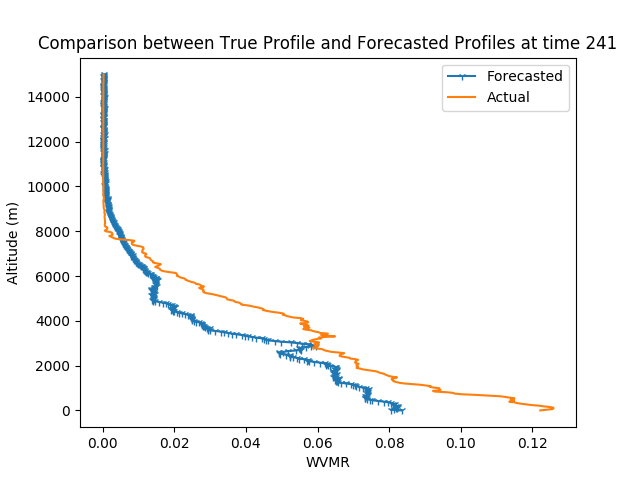 Comparison between True Profile and Forecasted Profiles at time 241
Forecasted
Actual
14000
12000
10000
8000
6000
4000
2000
0
Altitude (m)
0.00 0.02 0.04 0.06 0.08 0.10 0.12
WVMR